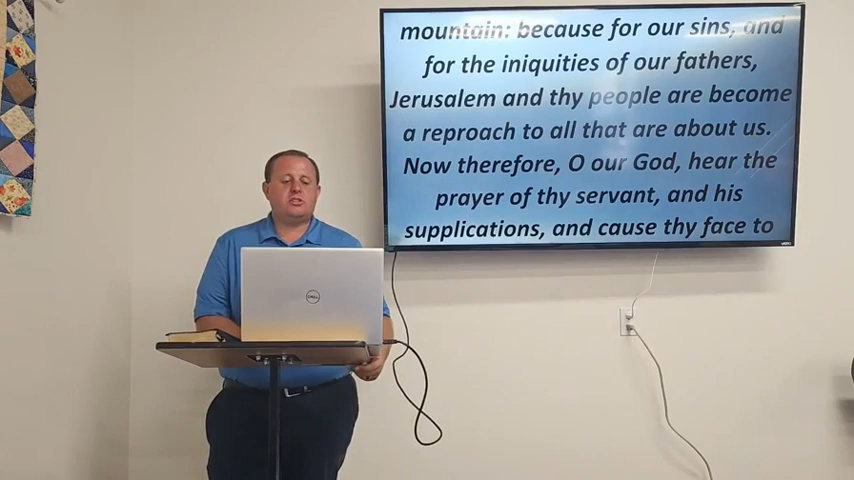 mountain: because for our sins, and
for the iniquities of our fathers,
Jerusalem and thy people are become
a reproach to all that are about us.
Now therefore, O our God, hear the
prayer of thy servant, and his
supplications, and cause thy face to
DELL